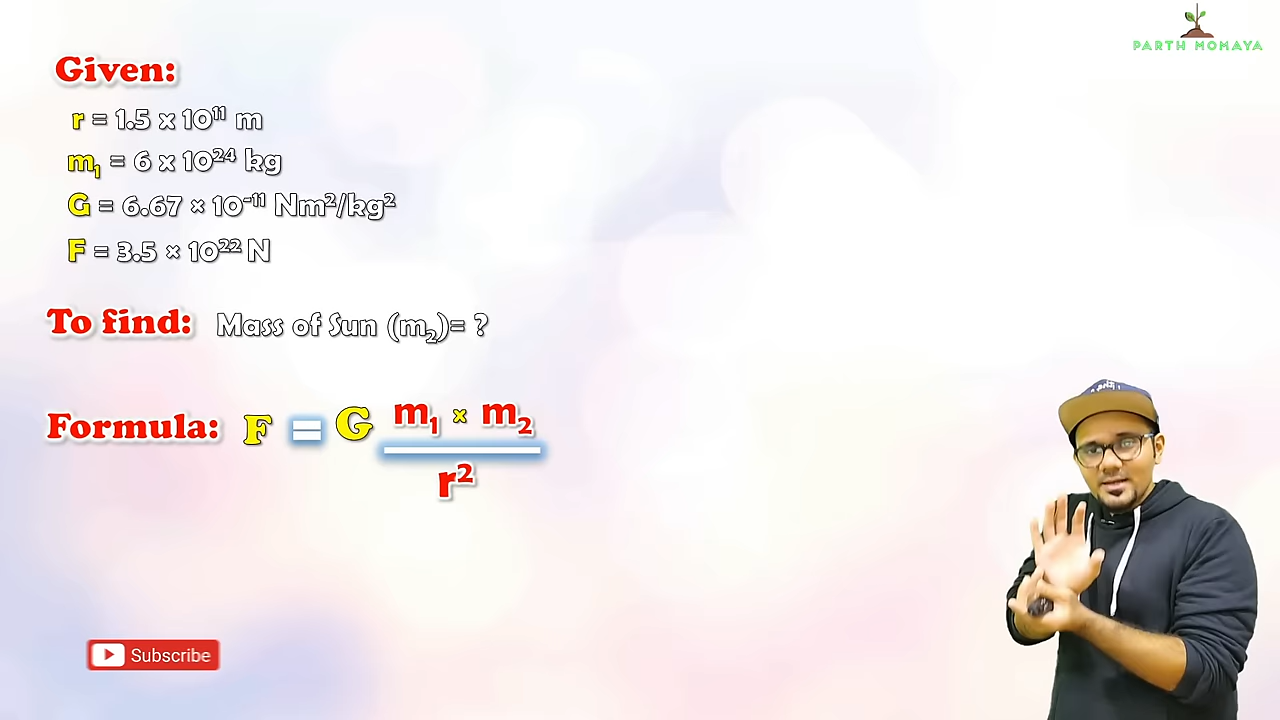 PARTH MOMAYA
Given:
r = 1.5 x 10¹¹ m
m₁ = 6 x 10²⁴ kg
G = 6.67 × 10⁻¹¹ Nm²/kg²
F = 3.5 × 10²² N
To find: Mass of Sun (m₂)= ?
Formula: F = G m₁ × m₂
r²
Subscribe